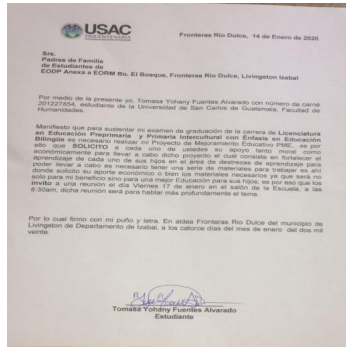 USAC
TRICENTENARIA
Fronteras Río Dulce, 14 de Enero de 2020
Sres.
Padres de Familia
de Estudiantes de
EODP Anexa a EORM Bo. El Bosque, Fronteras Río Dulce, Livingston Izabal
Por medio de la presente yo, Tomasa Yohany Fuentes Alvarado con número de carné
201227854, estudiante de la Universidad de San Carlos de Guatemala, Facultad de
Humanidades.
Manifiesto que para sustentar mi examen de graduación de la carrera de Licenciatura
en Educación Preprimaria y Primaria Intercultural con Énfasis en Educación
Bilingüe es necesario realizar mi Proyecto de Mejoramiento Educativo PME, es por
ello que SOLICITO a cada uno de ustedes su apoyo tanto moral como
económicamente para llevar a cabo dicho proyecto el cual consiste en fortalecer el
aprendizaje de cada uno de sus hijos en el área de destrezas de aprendizaje para
poder llevar a cabo es necesario tener una serie de materiales para trabajar es ahí
donde solicito su aporte económico o bien los materiales necesarios ya que será no
solo para mi beneficio sino para una mejor Educación para sus hijos; es por eso que los
invito a una reunión el día Viernes 17 de enero en el salón de la Escuela, a las
8:30am, dicha reunión será para hablar más profundamente el tema.
Por lo cual firmo con mi puño y letra. En aldea Fronteras Río Dulce del municipio de
Livingston de Departamento de Izabal, a los catorce días del mes de enero del dos mil
veinte.
Tomasa Yohany Fuentes Alvarado
Estudiante